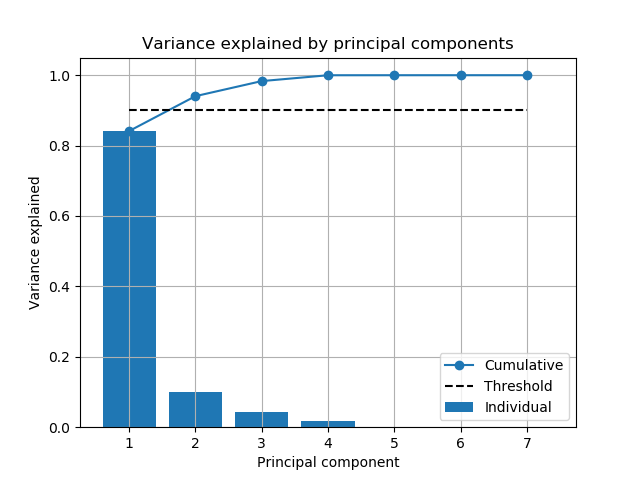 Variance explained by principal components
Variance explained
1.0
0.8
0.6
0.4
0.2
0.0
1 2 3 4 5 6 7
Principal component
Cumulative
Threshold
Individual